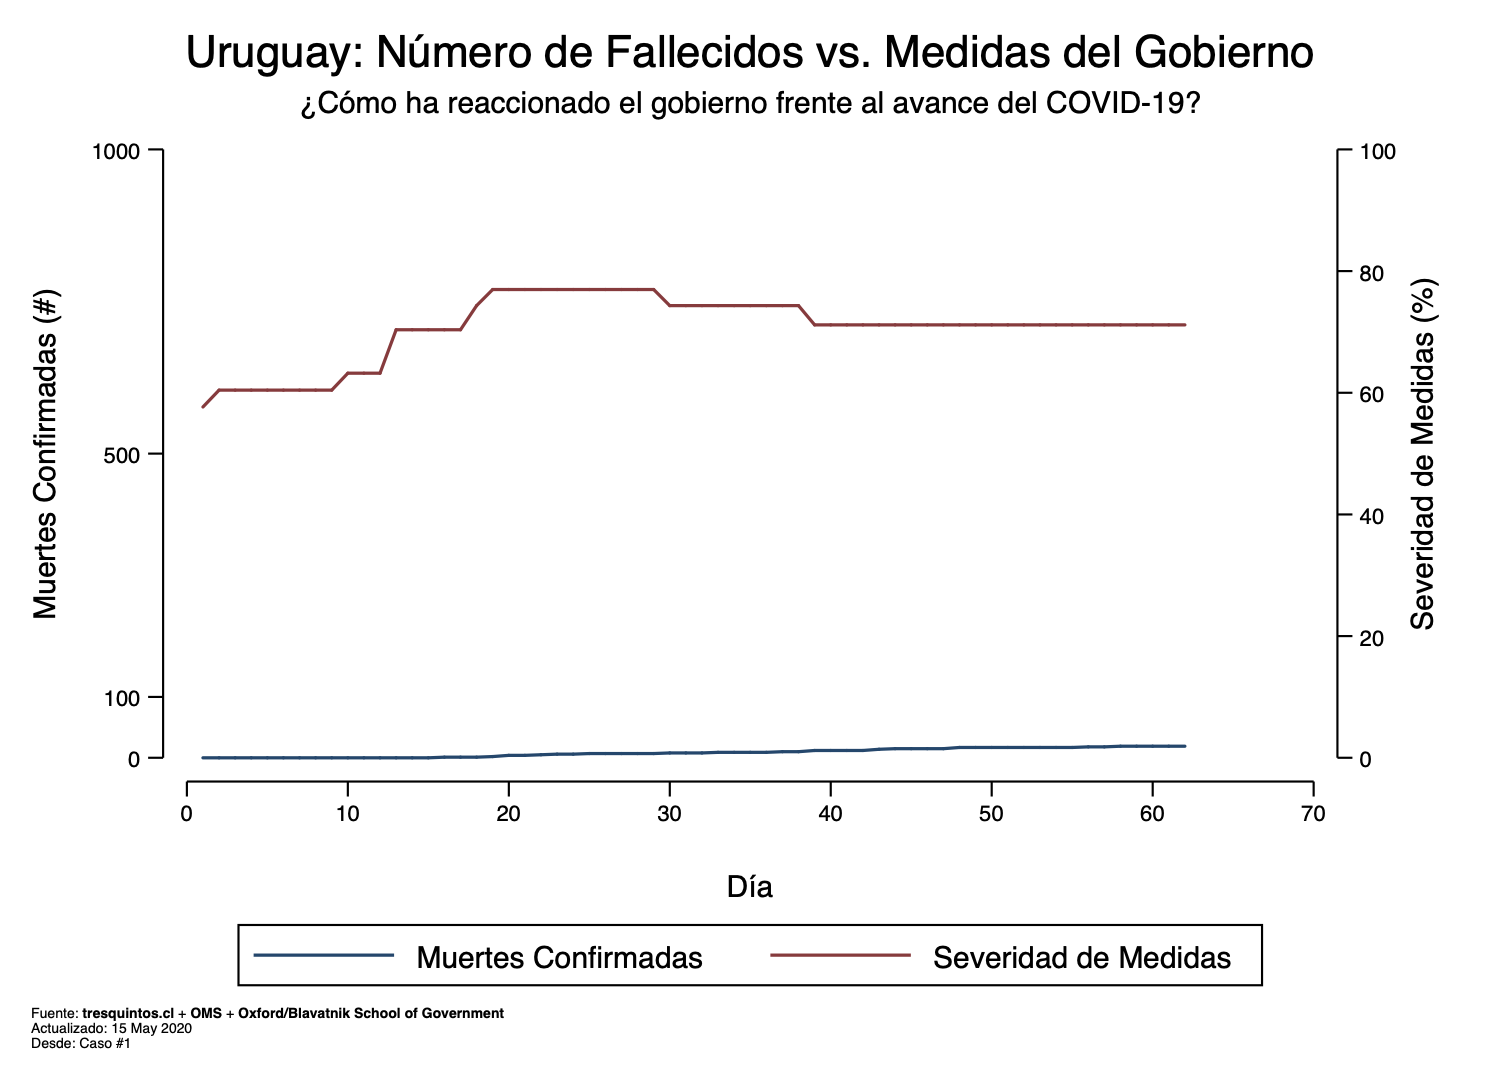 Uruguay: Número de Fallecidos vs. Medidas del Gobierno
¿Cómo ha reaccionado el gobierno frente al avance del COVID-19?
Muertes Confirmadas (#)
1000
500
100
0
Severidad de Medidas (%)
100
80
60
40
20
0
0 10 20 30 40 50 60 70
Día
Muertes Confirmadas Severidad de Medidas
Fuente: tresquintos.cl + OMS + Oxford/Blavatnik School of Government
Actualizado: 15 May 2020
Desde: Caso #1